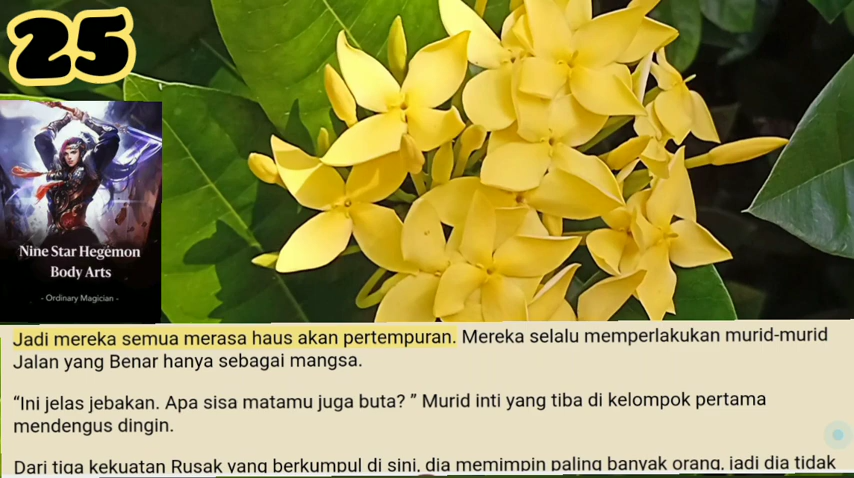 25
Nine Star Hegemon
Body Arts
- Ordinary Magician -
Jadi mereka semua merasa haus akan pertempuran. Mereka selalu memperlakukan murid-murid
Jalan yang Benar hanya sebagai mangsa.
“Ini jelas jebakan. Apa sisa matamu juga buta? ” Murid inti yang tiba di kelompok pertama
mendengus dingin.
Dari tiga kekuatan Rusak yang berkumpul di sini, dia memimpin paling banyak orang, jadi dia tidak